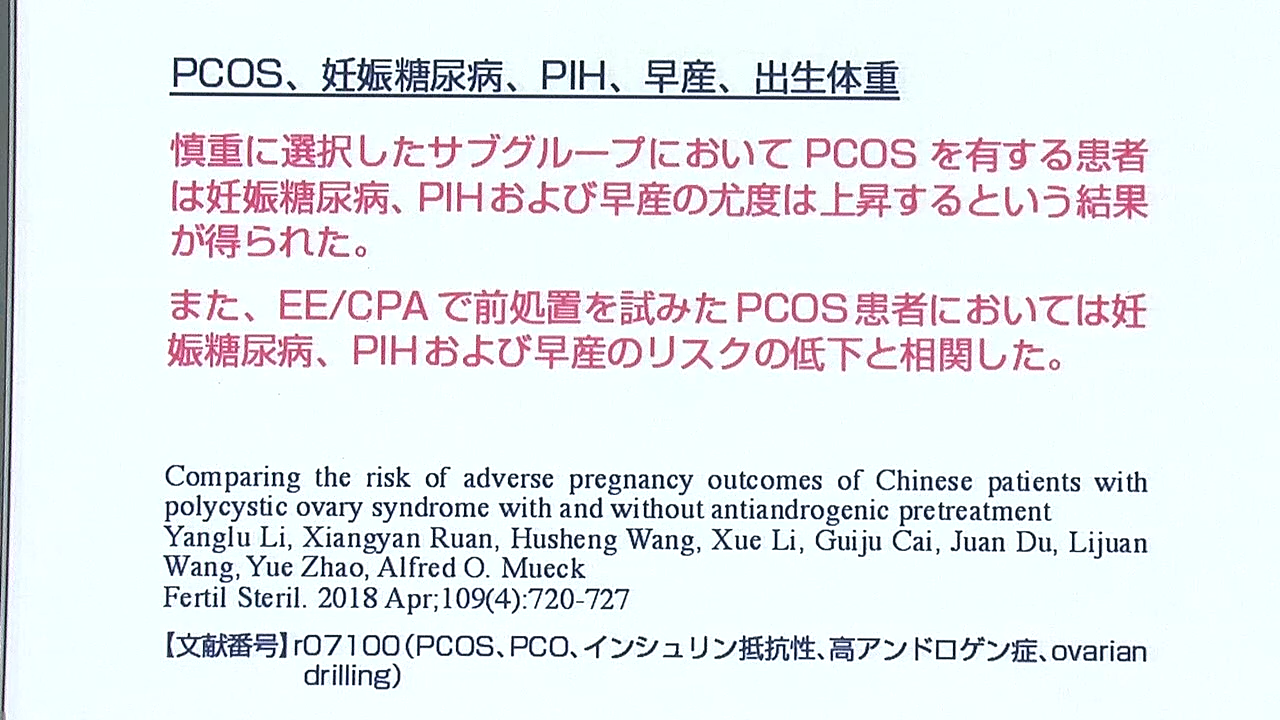 PCOS、妊娠糖尿病、PIH、早産、出生体重
慎重に選択したサブグループにおいて PCOS を有する患者
は妊娠糖尿病、PIHおよび早産の尤度は上昇するという結果
が得られた。
また、EE/CPA で前処置を試みた PCOS 患者においては妊
娠糖尿病、PIHおよび早産のリスクの低下と相関した。
Comparing the risk of adverse pregnancy outcomes of Chinese patients with
polycystic ovary syndrome with and without antiandrogenic pretreatment
Yanglu Li, Xiangyan Ruan, Husheng Wang, Xue Li, Guiju Cai, Juan Du, Lijuan
Wang, Yue Zhao, Alfred O. Mueck
Fertil Steril. 2018 Apr;109(4):720-727
【文献番号】r07100(PCOS、PCO、インシュリン抵抗性、高アンドロゲン症、ovarian
drilling)